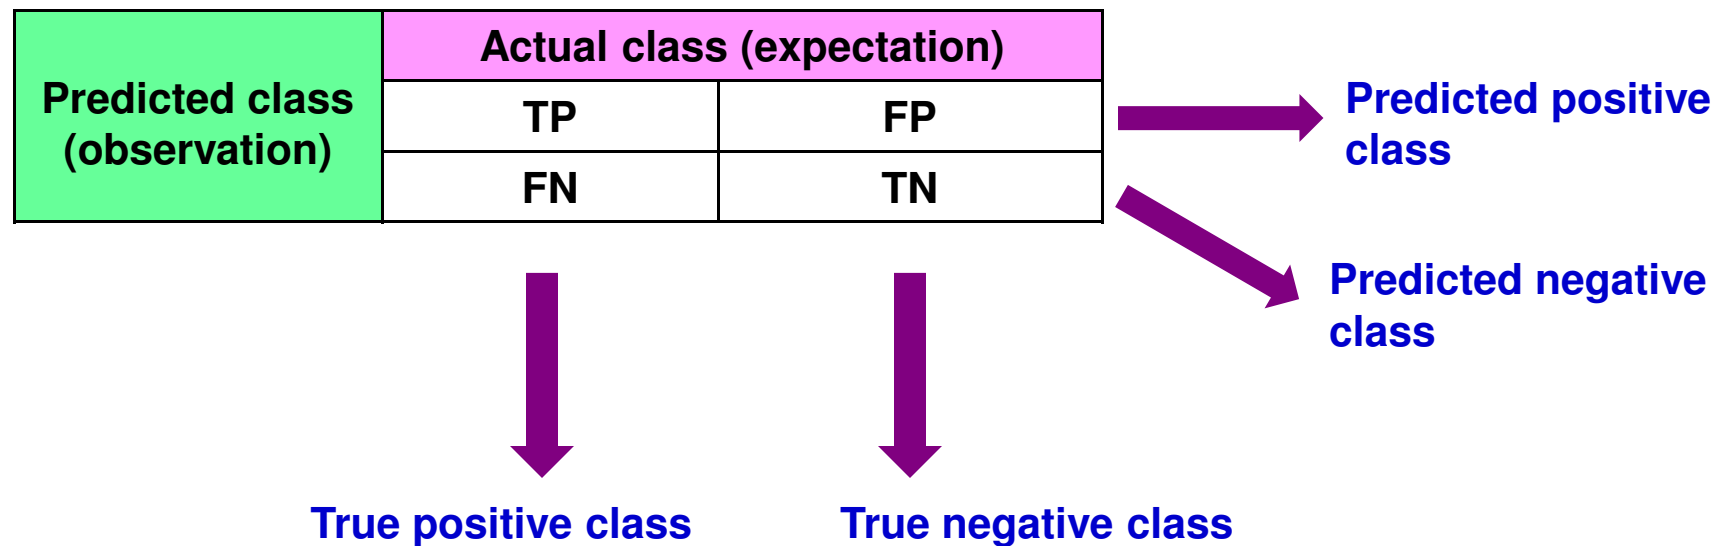 Actual class (expectation)
Predicted class
(observation)
TP
FP
FN
TN
Predicted positive
class
Predicted negative
class
True positive class
True negative class